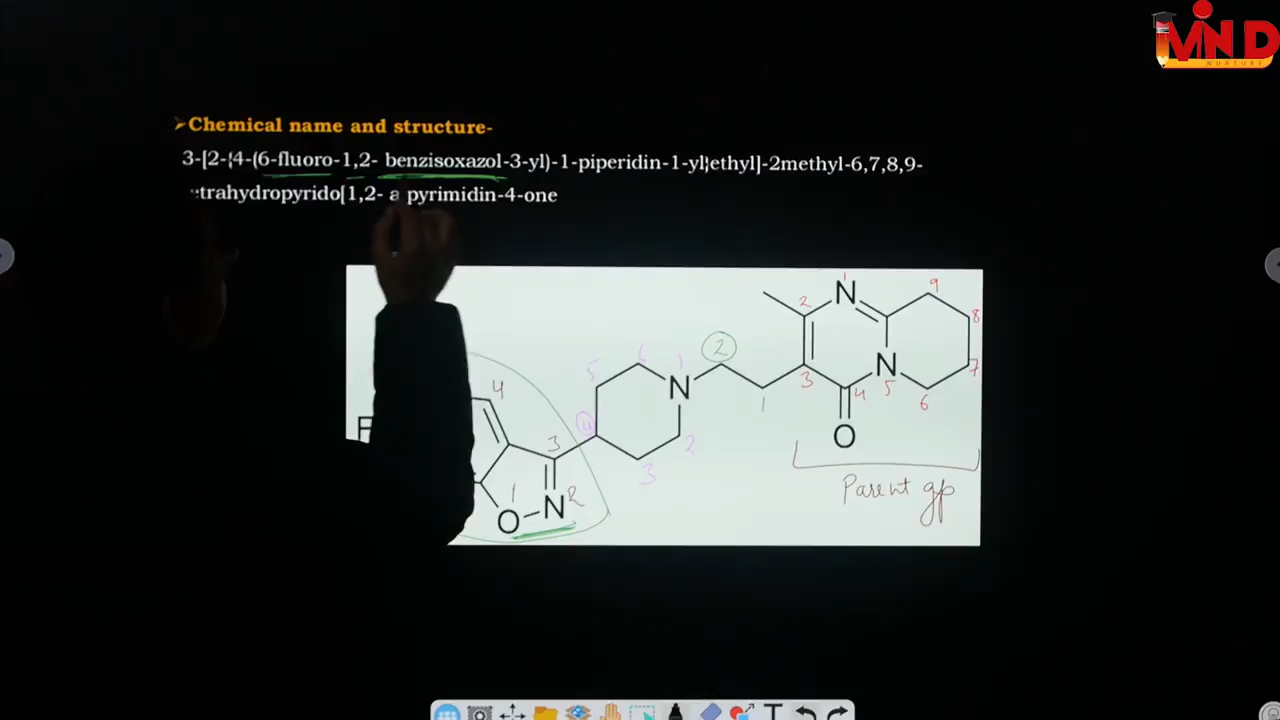 MIND
NURTURE
➢Chemical name and structure-
3-[2-{4-(6-fluoro-1,2- benzisoxazol-3-yl)-1-piperidin-1-yl}ethyl]-2methyl-6,7,8,9-
trahydropyrido[1,2- a pyrimidin-4-one
1
N
9
2
8
2
6
1
5
N
N
7
3
5
4
1
4
6
F
4
3
2
O
3
1
N
2
O
Parent gp
T